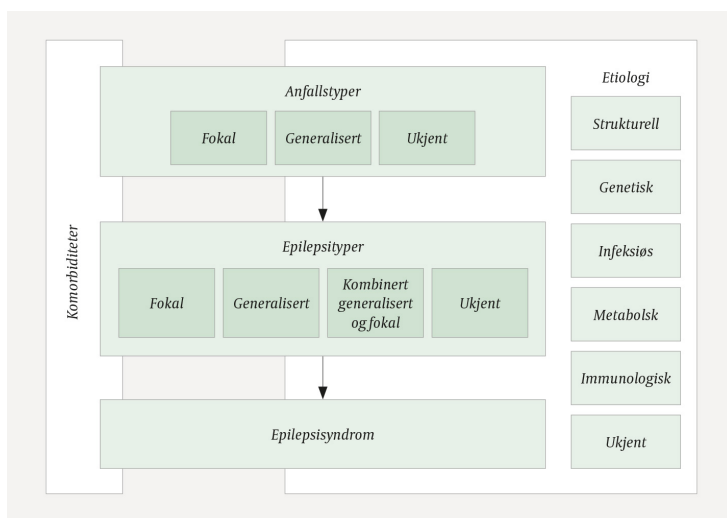 Komorbiditeter
Anfallstyper
Fokal
Generalisert
Ukjent
Epilepsityper
Fokal
Generalisert
Kombinert
generalisert
og fokal
Ukjent
Epilepsisyndrom
Etiologi
Strukturell
Genetisk
Infeksiøs
Metabolsk
Immunologisk
Ukjent